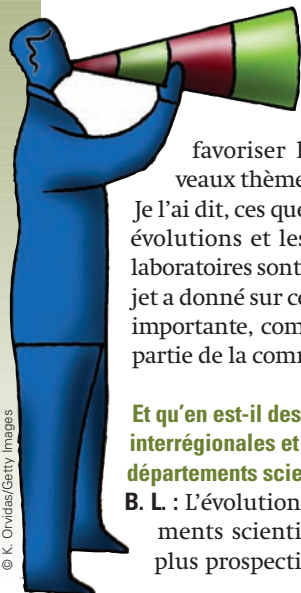 favoriser l
veaux thème
Je l'ai dit, ces que
évolutions et les
laboratoires sont
jet a donné sur ce
importante, com
partie de la comm
Et qu'en est-il des
interrégionales et
départements scie
B. L. : L'évolution
ments scientifi
plus prospecti
© K. Orvidas/Getty Images